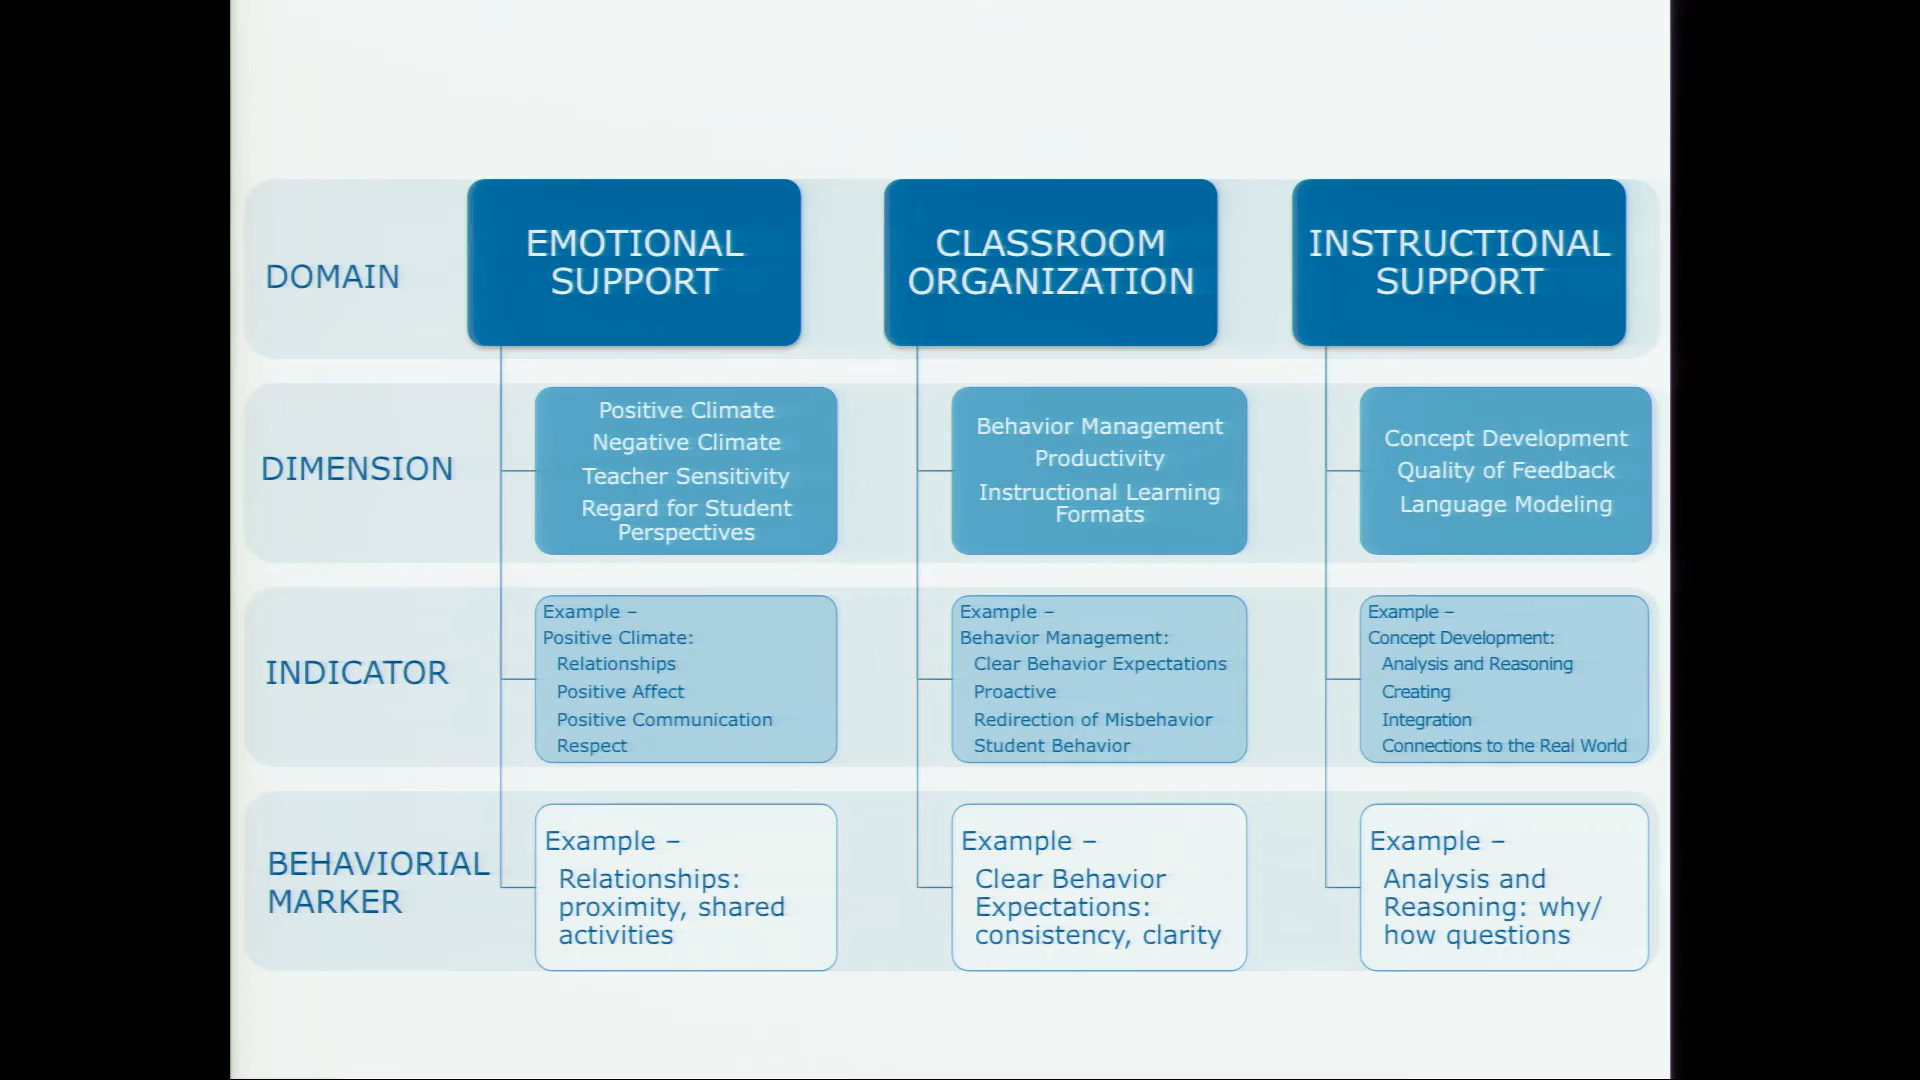 DOMAIN
EMOTIONAL
SUPPORT
CLASSROOM
ORGANIZATION
INSTRUCTIONAL
SUPPORT
DIMENSION
Positive Climate
Negative Climate
Teacher Sensitivity
Regard for Student
Perspectives
Behavior Management
Productivity
Instructional Learning
Formats
Concept Development
Quality of Feedback
Language Modeling
INDICATOR
Example –
Positive Climate:
Relationships
Positive Affect
Positive Communication
Respect
Example –
Behavior Management:
Clear Behavior Expectations
Proactive
Redirection of Misbehavior
Student Behavior
Example –
Concept Development:
Analysis and Reasoning
Creating
Integration
Connections to the Real World
BEHAVIORIAL
MARKER
Example –
Relationships:
proximity, shared
activities
Example –
Clear Behavior
Expectations:
consistency, clarity
Example –
Analysis and
Reasoning: why/
how questions